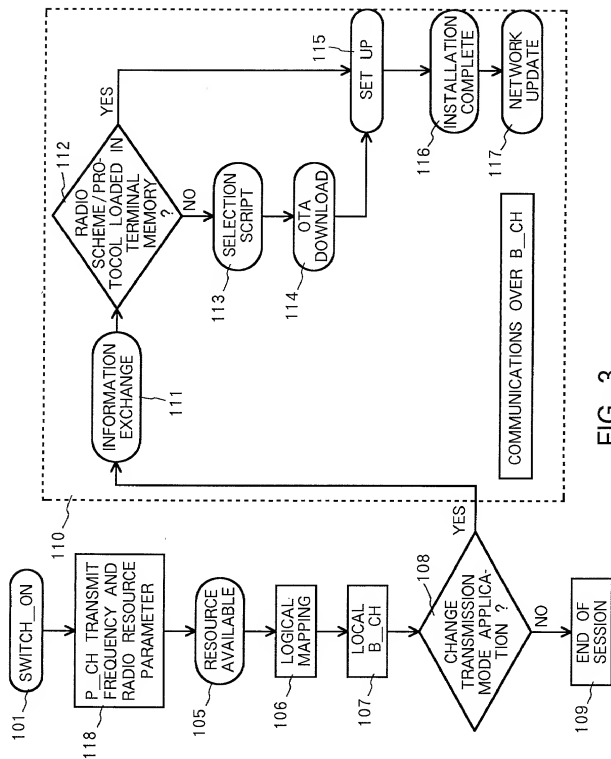 101
SWITCH_ON
118
P_CH TRANSMIT
FREQUENCY AND
RADIO RESOURCE
PARAMETER
105
RESOURCE
AVAILABLE
106
LOGICAL
MAPPING
107
LOCAL
B_CH
108
CHANGE
TRANSMISSION
MODE APPLICA-
TION ?
YES
NO
109
END OF
SESSION
110
111
INFORMATION
EXCHANGE
112
RADIO
SCHEME/PRO-
TOCOL LOADED IN
TERMINAL
MEMORY
?
YES
NO
113
SELECTION
SCRIPT
114
OTA
DOWNLOAD
115
SET UP
116
INSTALLATION
COMPLETE
117
NETWORK
UPDATE
COMMUNICATIONS OVER B_CH
FIG. 3